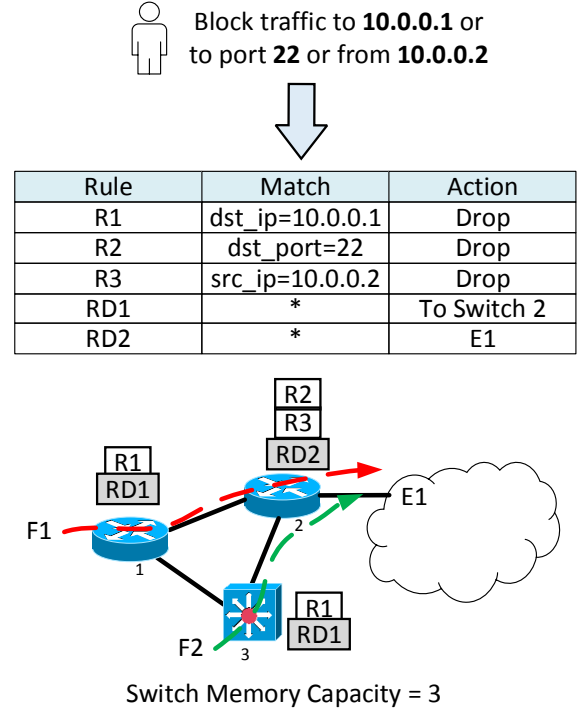 Block traffic to 10.0.0.1 or
to port 22 or from 10.0.0.2
Rule Match Action
R1 dst_ip=10.0.0.1 Drop
R2 dst_port=22 Drop
R3 src_ip=10.0.0.2 Drop
RD1 * To Switch 2
RD2 * E1
R2
R3
RD2
R1
RD1
E1
F1
2
1
R1
RD1
F2
3
Switch Memory Capacity = 3